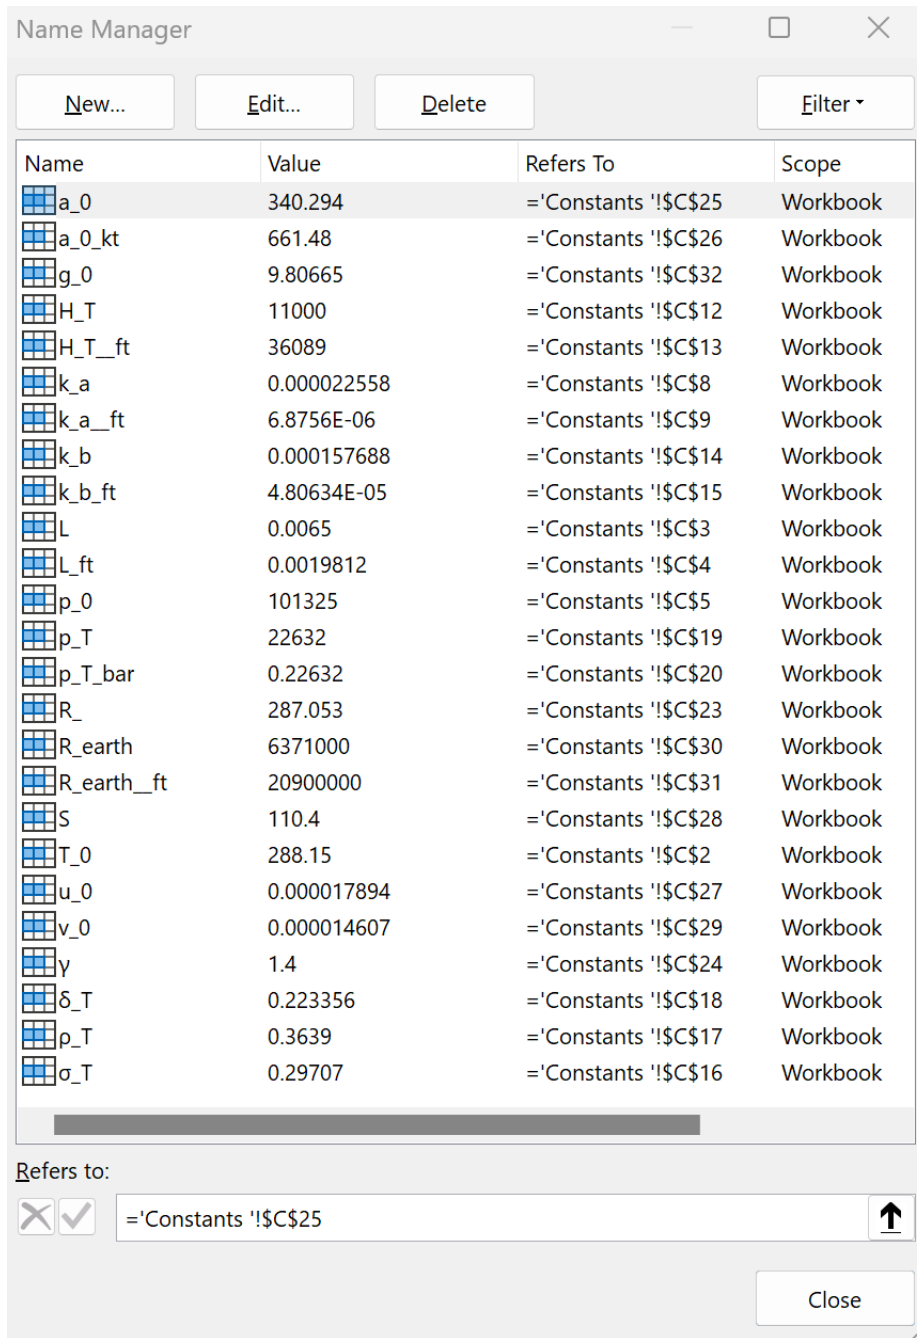 Name Manager
New... Edit... Delete Filter
Name Value Refers To Scope
a_0 340.294 ='Constants '!$C$25 Workbook
a_0_kt 661.48 ='Constants '!$C$26 Workbook
g_0 9.80665 ='Constants '!$C$32 Workbook
H_T 11000 ='Constants '!$C$12 Workbook
H_T__ft 36089 ='Constants '!$C$13 Workbook
k_a 0.000022558 ='Constants '!$C$8 Workbook
k_a__ft 6.8756E-06 ='Constants '!$C$9 Workbook
k_b 0.000157688 ='Constants '!$C$14 Workbook
k_b_ft 4.80634E-05 ='Constants '!$C$15 Workbook
L 0.0065 ='Constants '!$C$3 Workbook
L_ft 0.0019812 ='Constants '!$C$4 Workbook
p_0 101325 ='Constants '!$C$5 Workbook
p_T 22632 ='Constants '!$C$19 Workbook
p_T_bar 0.22632 ='Constants '!$C$20 Workbook
R_ 287.053 ='Constants '!$C$23 Workbook
R_earth 6371000 ='Constants '!$C$30 Workbook
R_earth__ft 20900000 ='Constants '!$C$31 Workbook
S 110.4 ='Constants '!$C$28 Workbook
T_0 288.15 ='Constants '!$C$2 Workbook
u_0 0.000017894 ='Constants '!$C$27 Workbook
v_0 0.000014607 ='Constants '!$C$29 Workbook
γ 1.4 ='Constants '!$C$24 Workbook
δ_T 0.223356 ='Constants '!$C$18 Workbook
ρ_T 0.3639 ='Constants '!$C$17 Workbook
σ_T 0.29707 ='Constants '!$C$16 Workbook
Refers to:
='Constants '!$C$25
Close